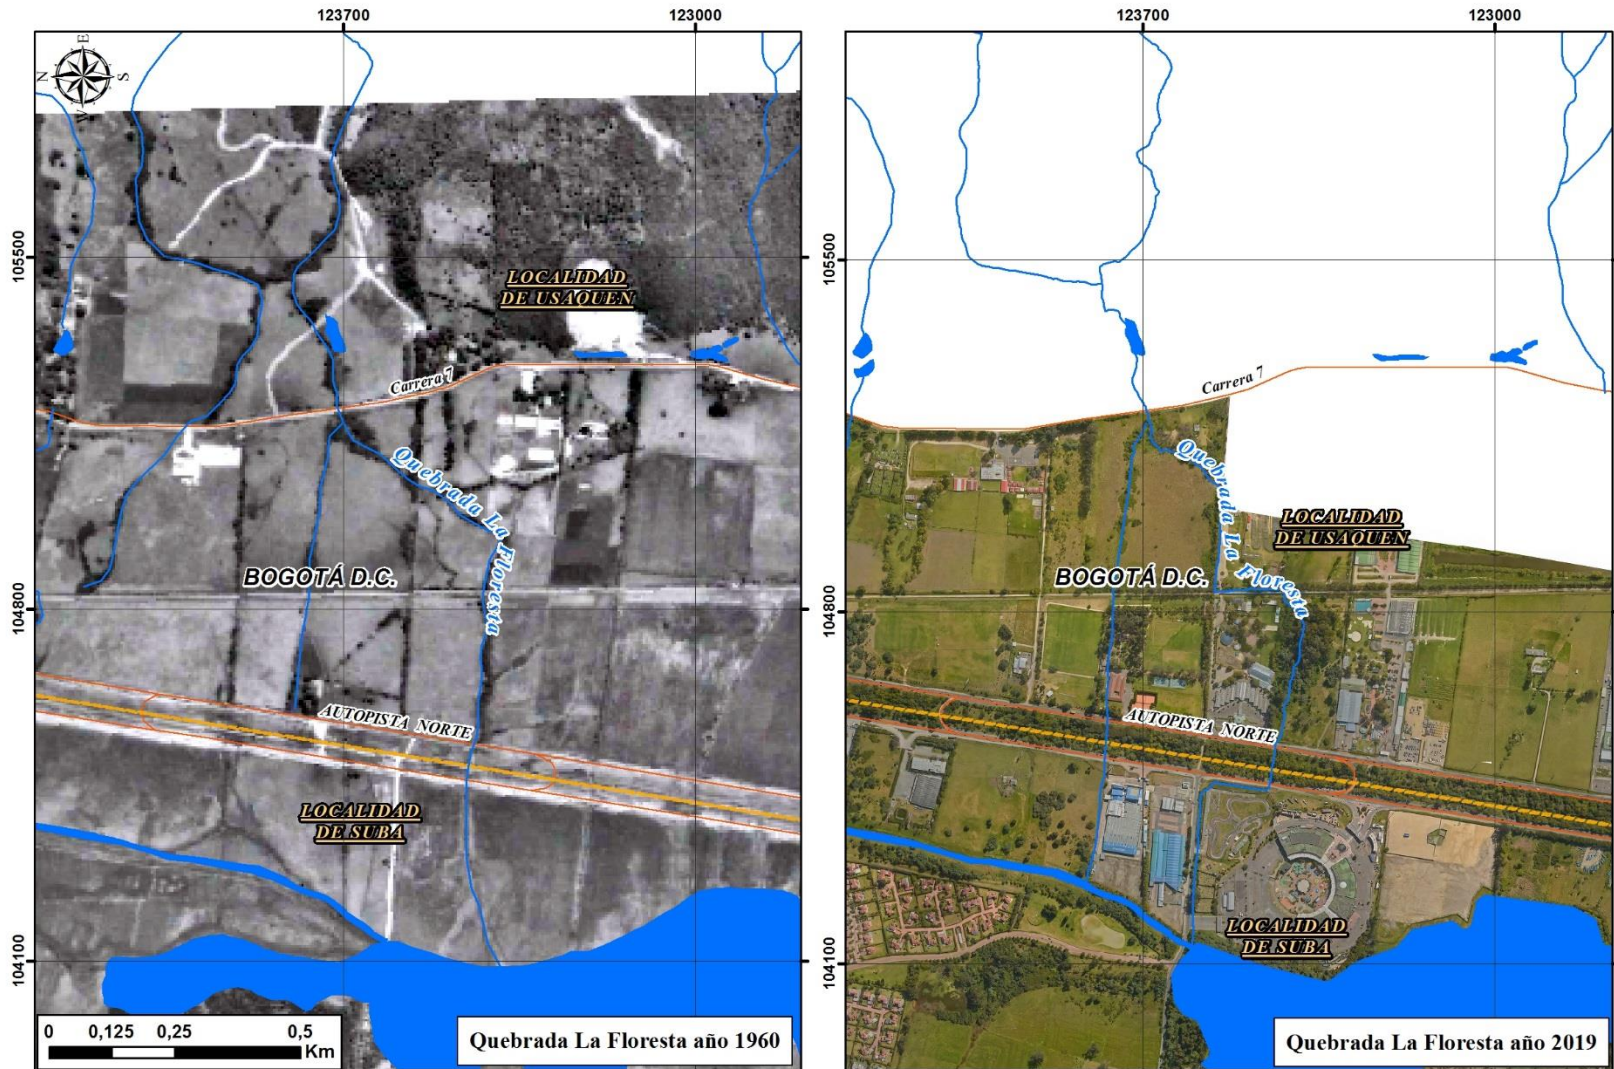 123700
123000
123700
123000
N
E
S
W
105500
105500
LOCALIDAD
DE USAQUEN
Carrera 7
Carrera 7
Quebrada La Floresta
Quebrada La Floresta
LOCALIDAD
DE USAQUEN
BOGOTÁ D.C.
BOGOTÁ D.C.
104800
104800
AUTOPISTA NORTE
AUTOPISTA NORTE
LOCALIDAD
DE SUBA
LOCALIDAD
DE SUBA
104100
104100
0 0,125 0,25 0,5
Km
Quebrada La Floresta año 1960
Quebrada La Floresta año 2019